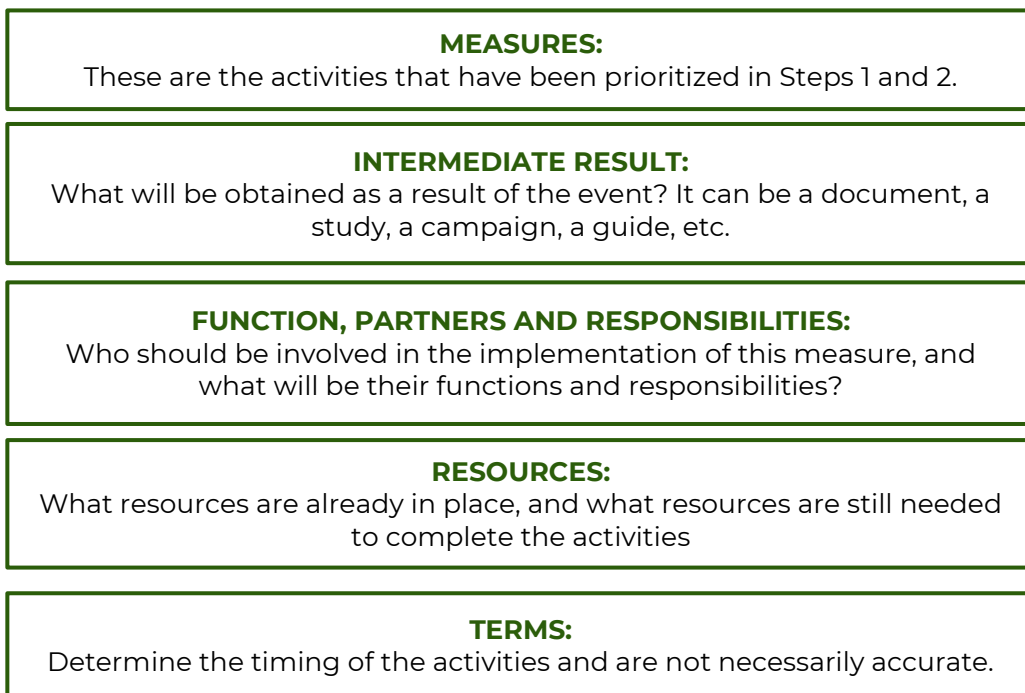 MEASURES:
These are the activities that have been prioritized in Steps 1 and 2.
INTERMEDIATE RESULT:
What will be obtained as a result of the event? It can be a document, a
study, a campaign, a guide, etc.
FUNCTION, PARTNERS AND RESPONSIBILITIES:
Who should be involved in the implementation of this measure, and
what will be their functions and responsibilities?
RESOURCES:
What resources are already in place, and what resources are still needed
to complete the activities
TERMS:
Determine the timing of the activities and are not necessarily accurate.